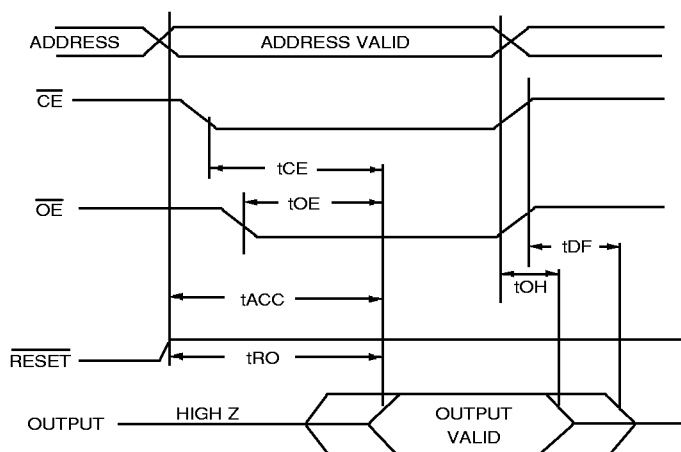 ADDRESS
ADDRESS VALID
CE
tCE
tOE
OE
tDF
tOH
tACC
tRO
RESET
HIGH Z
OUTPUT
OUTPUT
VALID